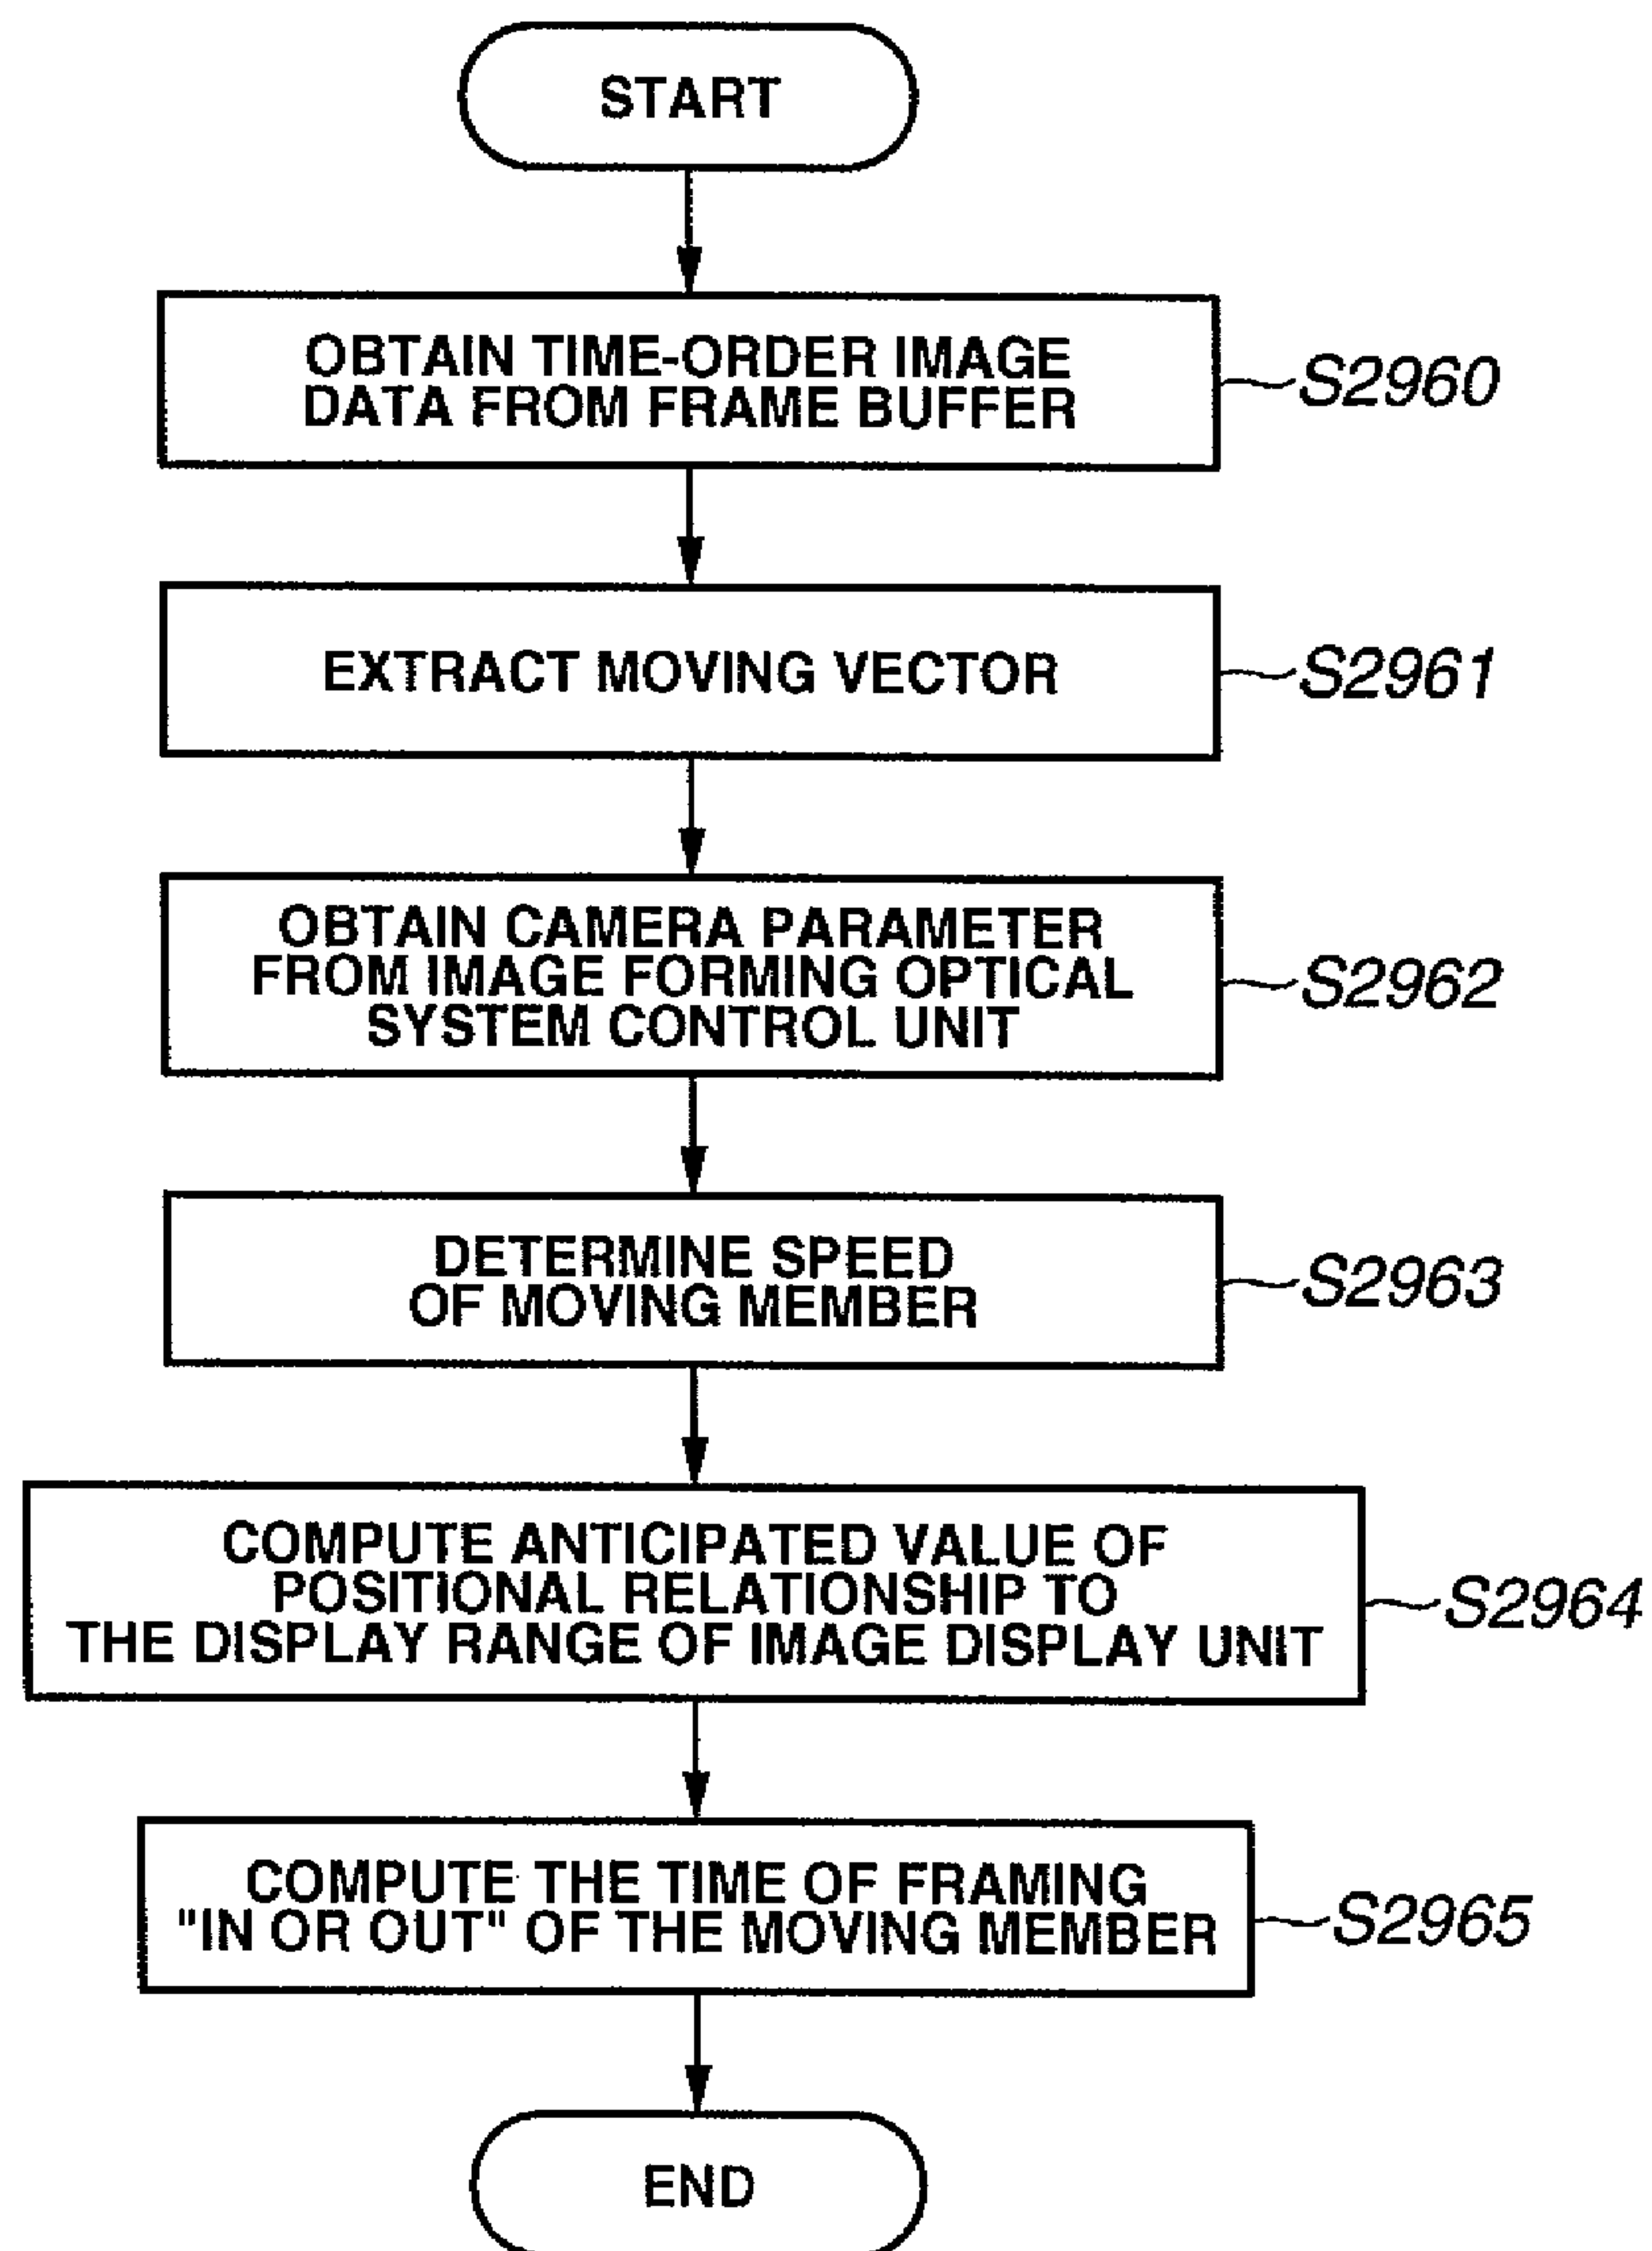 START
OBTAIN TIME-ORDER IMAGE
DATA FROM FRAME BUFFER
S2960
EXTRACT MOVING VECTOR
S2961
OBTAIN CAMERA PARAMETER
FROM IMAGE FORMING OPTICAL
SYSTEM CONTROL UNIT
S2962
DETERMINE SPEED
OF MOVING MEMBER
S2963
COMPUTE ANTICIPATED VALUE OF
POSITIONAL RELATIONSHIP TO
THE DISPLAY RANGE OF IMAGE DISPLAY UNIT
S2964
COMPUTE THE TIME OF FRAMING
"IN OR OUT" OF THE MOVING MEMBER
S2965
END